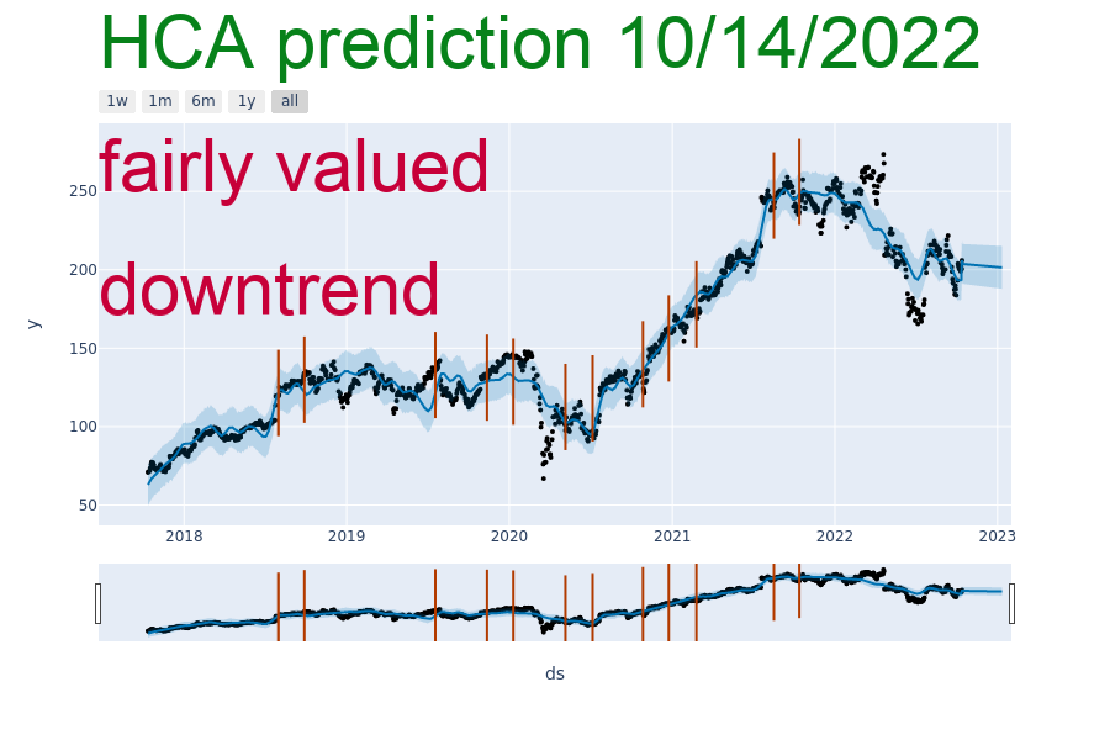 HCA prediction 10/14/2022
1w 1m 6m 1y all
fairly valued
250
downtrend
200
150
100
50
y
2018 2019 2020 2021 2022 2023
ds